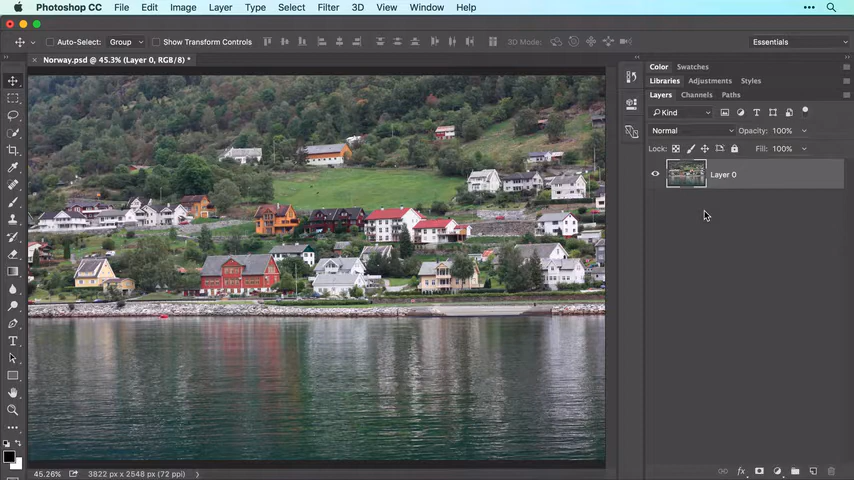 Photoshop CC File Edit Image Layer Type Select Filter 3D View Window Help
Auto-Select: Group Show Transform Controls 3D Mode: Essentials
Norway.psd @ 45.3% (Layer 0, RGB/8) *
Color Swatches
Libraries Adjustments Styles
Layers Channels Paths
Kind
Normal Opacity: 100%
Lock: Fill: 100%
Layer 0
45.26% 3822 px x 2548 px (72 ppi)
fx